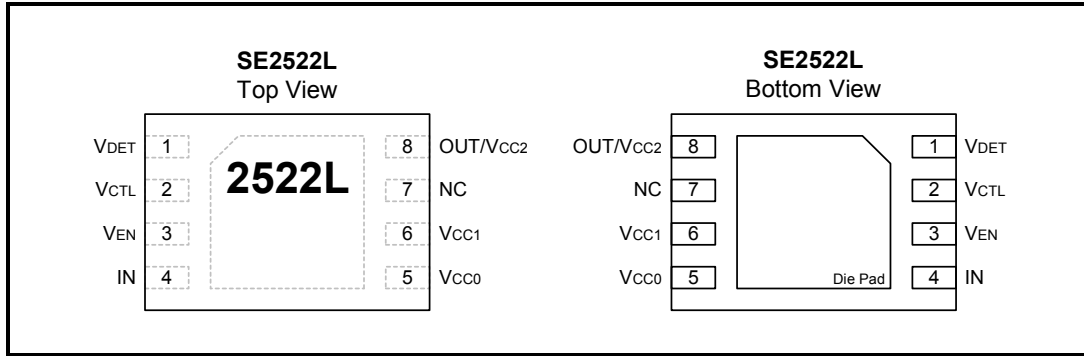 SE2522L
Top View
VDET 1
VCTL 2
VEN 3
IN 4
2522L
8 OUT/VCC2
7 NC
6 VCC1
5 VCC0
SE2522L
Bottom View
OUT/VCC2 8
NC 7
VCC1 6
VCC0 5
Die Pad
1 VDET
2 VCTL
3 VEN
4 IN